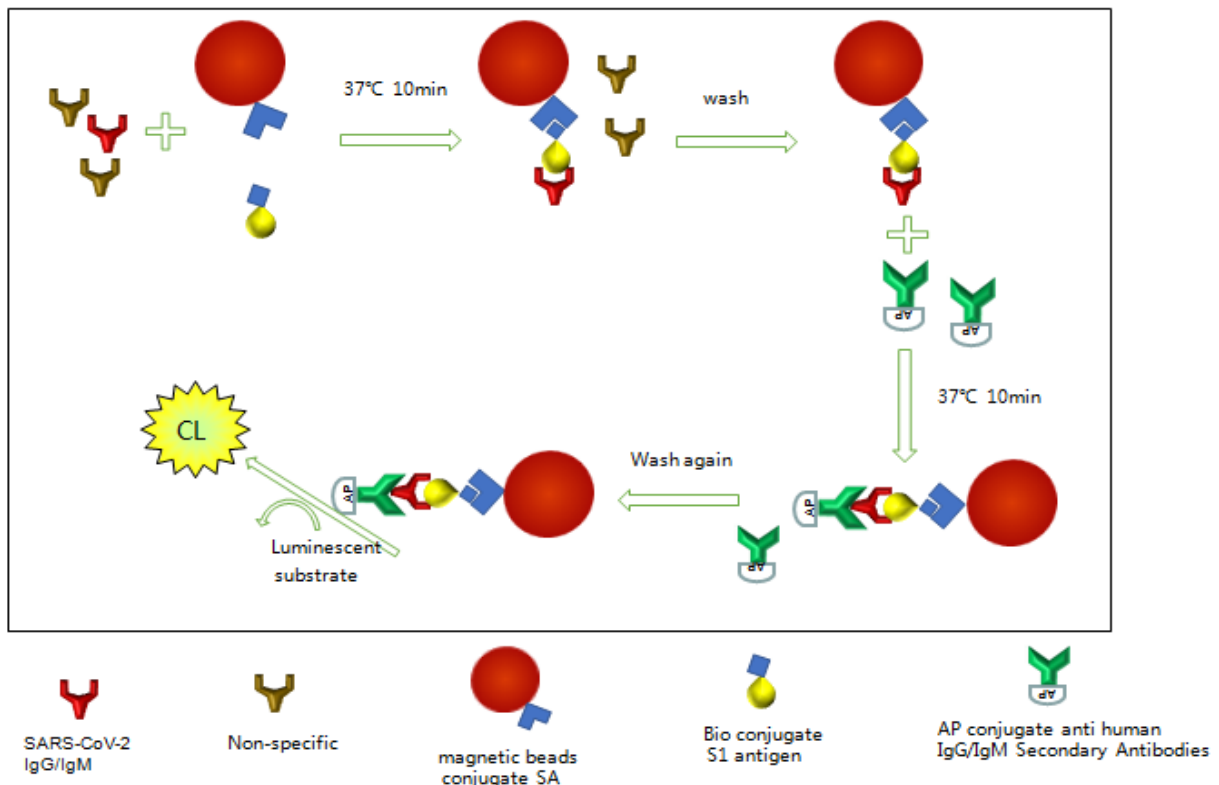 37℃ 10min
wash
AP
AP
37℃ 10min
CL
Wash again
AP
AP
AP
Luminescent
substrate
AP
SARS-CoV-2
IgG/IgM
Non-specific
magnetic beads
conjugate SA
Bio conjugate
S1 antigen
AP conjugate anti human
IgG/IgM Secondary Antibodies